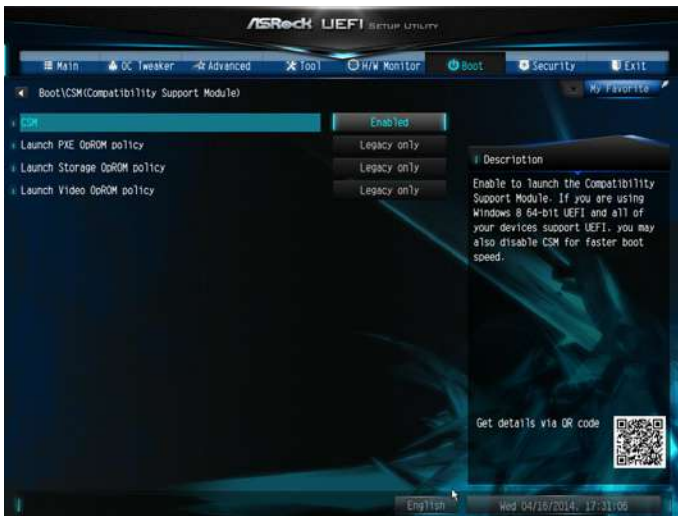 ASRock UEFI SETUP UTILITY
Main OC Tweaker Advanced Tool H/W Monitor Boot Security Exit
Boot\CSM(Compatibility Support Module) My Favorite
CSM Enabled
Launch PXE OpROM policy Legacy only
Launch Storage OpROM policy Legacy only
Launch Video OpROM policy Legacy only
Description
Enable to launch the Compatibility
Support Module. If you are using
Windows 8 64-bit UEFI and all of
your devices support UEFI, you may
also disable CSM for faster boot
speed.
Get details via QR code
English Wed 04/16/2014, 17:31:06